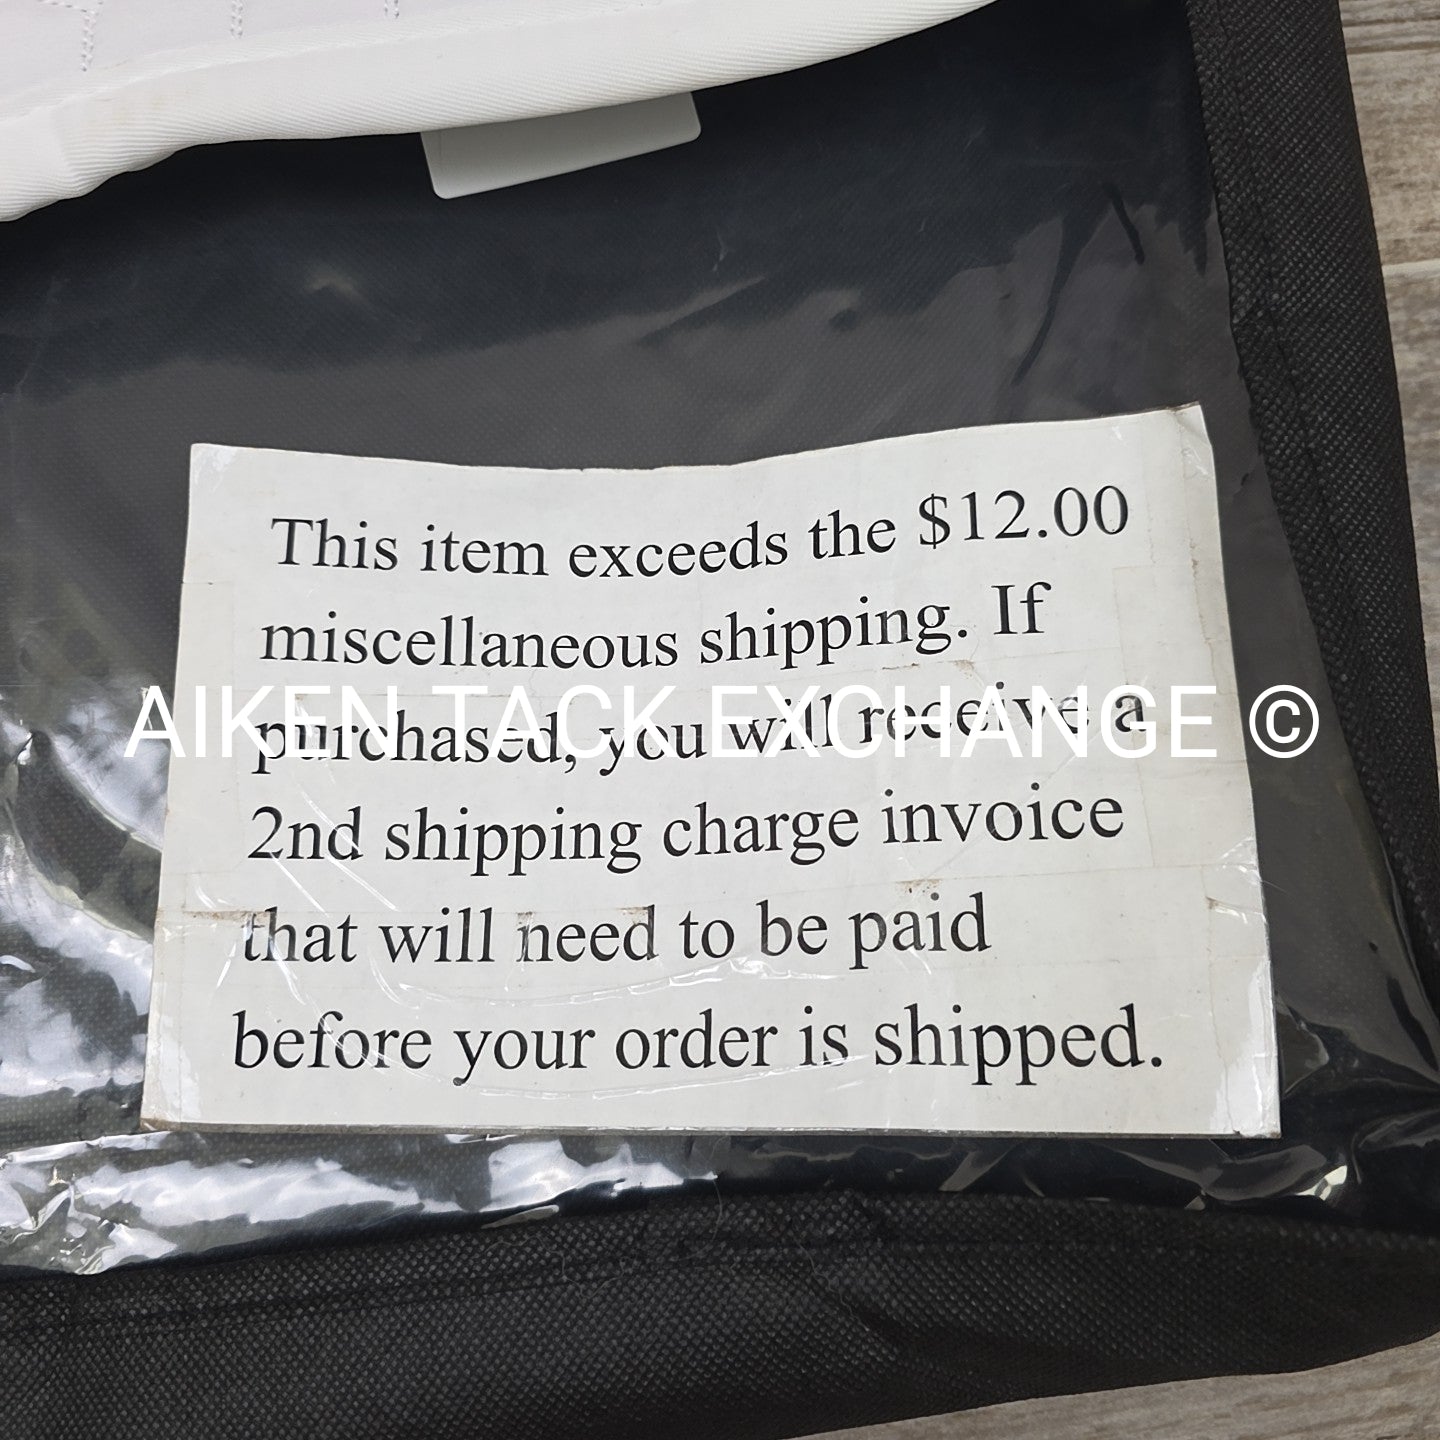 This item exceeds the $12.00
miscellaneous shipping. If
purchased, you will receive a
AIKEN TACK EXCHANGE ©
2nd shipping charge invoice
that will need to be paid
before your order is shipped.